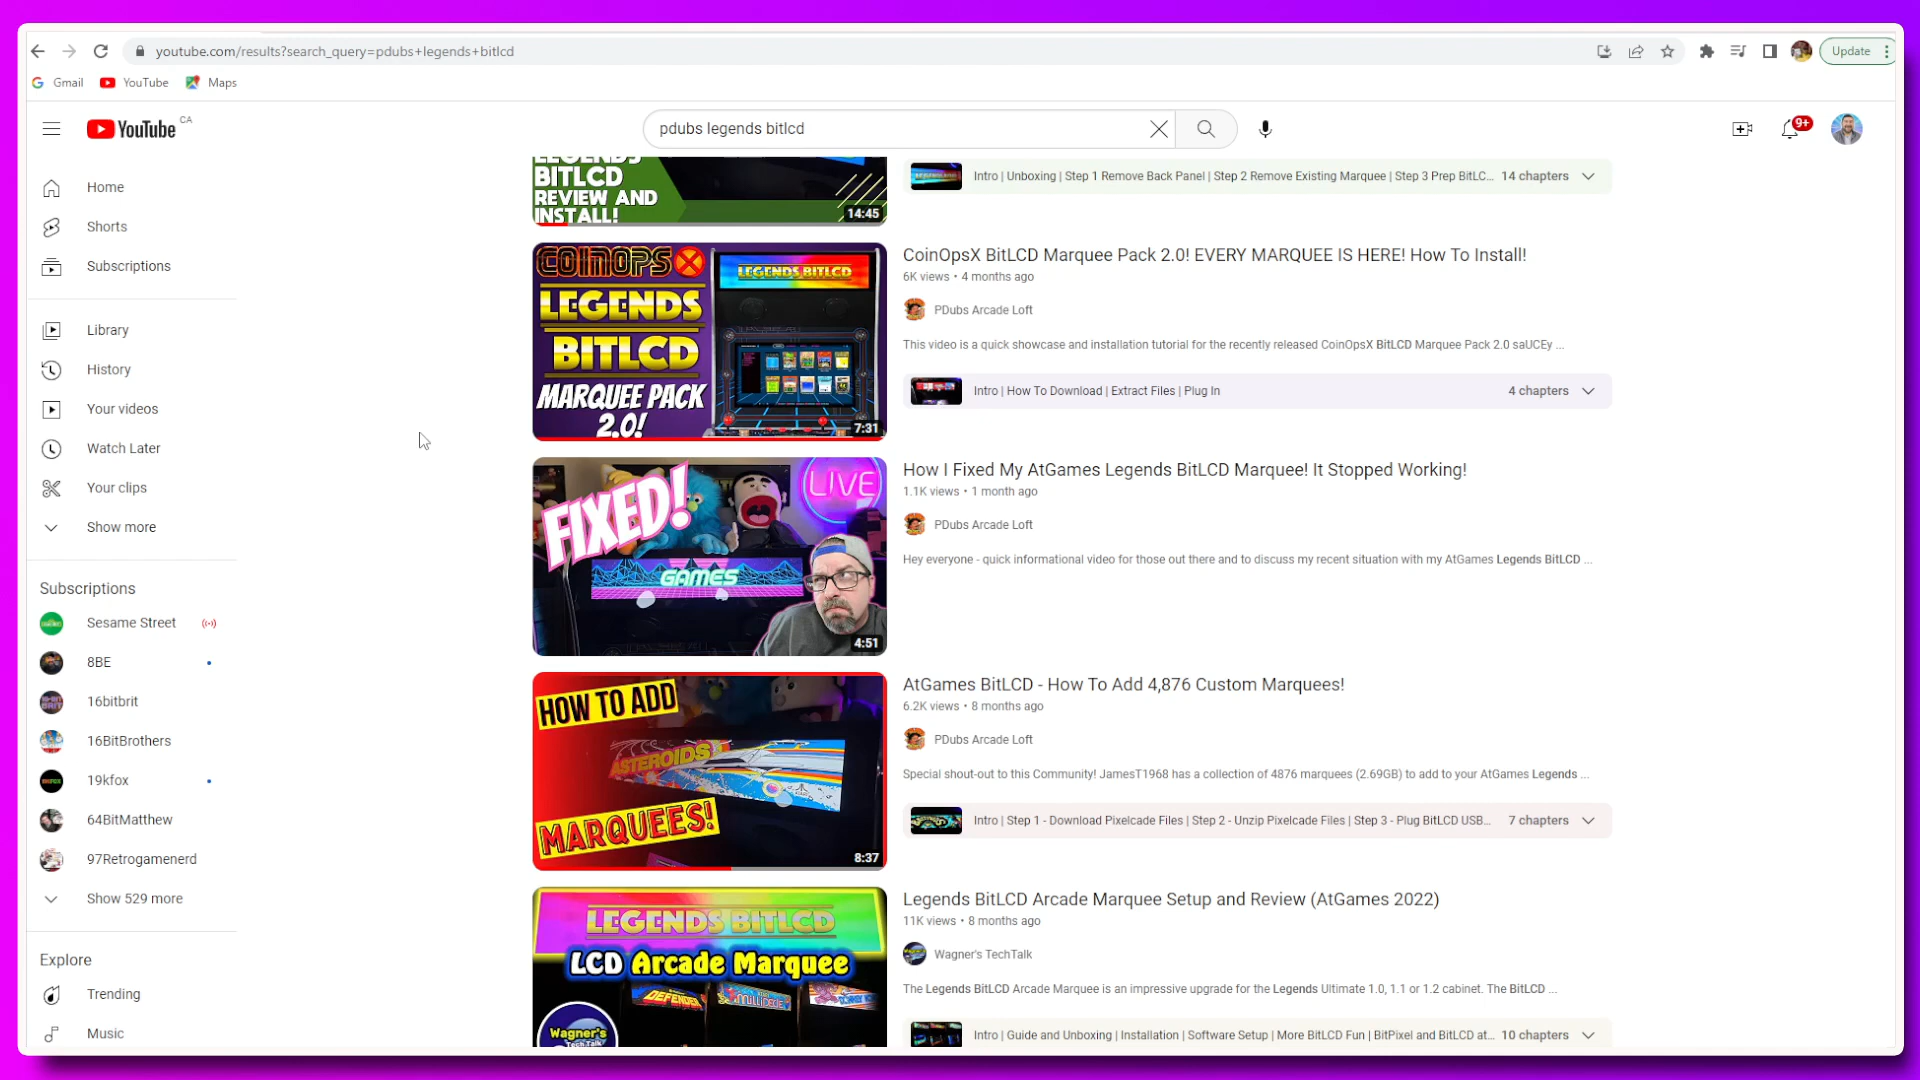 youtube.com/results?search_query=pdubs+legends+bitlcd
Update
Gmail
YouTube
Maps
YouTube CA
pdubs legends bitlcd
9+
Home
Shorts
Subscriptions
Library
History
Your videos
Watch Later
Your clips
Show more
Subscriptions
Sesame Street
8BE
16bitbrit
16BitBrothers
19kfox
64BitMatthew
97Retrogamenerd
Show 529 more
Explore
Trending
Music
LEGENDS
BITLCD
REVIEW AND
INSTALL!
14:45
Intro | Unboxing | Step 1 Remove Back Panel | Step 2 Remove Existing Marquee | Step 3 Prep BitLC... 14 chapters
COINOPS
LEGENDS
BITLCD
MARQUEE PACK
2.0!
LEGENDS BITLCD
7:31
CoinOpsX BitLCD Marquee Pack 2.0! EVERY MARQUEE IS HERE! How To Install!
6K views • 4 months ago
PDubs Arcade Loft
This video is a quick showcase and installation tutorial for the recently released CoinOpsX BitLCD Marquee Pack 2.0 saUCEy ...
Intro | How To Download | Extract Files | Plug In 4 chapters
FIXED!
LIVE
GAMES
4:51
How I Fixed My AtGames Legends BitLCD Marquee! It Stopped Working!
1.1K views • 1 month ago
PDubs Arcade Loft
Hey everyone - quick informational video for those out there and to discuss my recent situation with my AtGames Legends BitLCD ...
HOW TO ADD
ASTEROIDS
MARQUEES!
8:37
AtGames BitLCD - How To Add 4,876 Custom Marquees!
6.2K views • 8 months ago
PDubs Arcade Loft
Special shout-out to this Community! JamesT1968 has a collection of 4876 marquees (2.69GB) to add to your AtGames Legends ...
Intro | Step 1 - Download Pixelcade Files | Step 2 - Unzip Pixelcade Files | Step 3 - Plug BitLCD USB... 7 chapters
LEGENDS BITLCD
LCD Arcade Marquee
DEFENDER
Wagner's
TechTalk
Legends BitLCD Arcade Marquee Setup and Review (AtGames 2022)
11K views • 8 months ago
Wagner's TechTalk
The Legends BitLCD Arcade Marquee is an impressive upgrade for the Legends Ultimate 1.0, 1.1 or 1.2 cabinet. The BitLCD ...
Intro | Guide and Unboxing | Installation | Software Setup | More BitLCD Fun | BitPixel and BitLCD at... 10 chapters